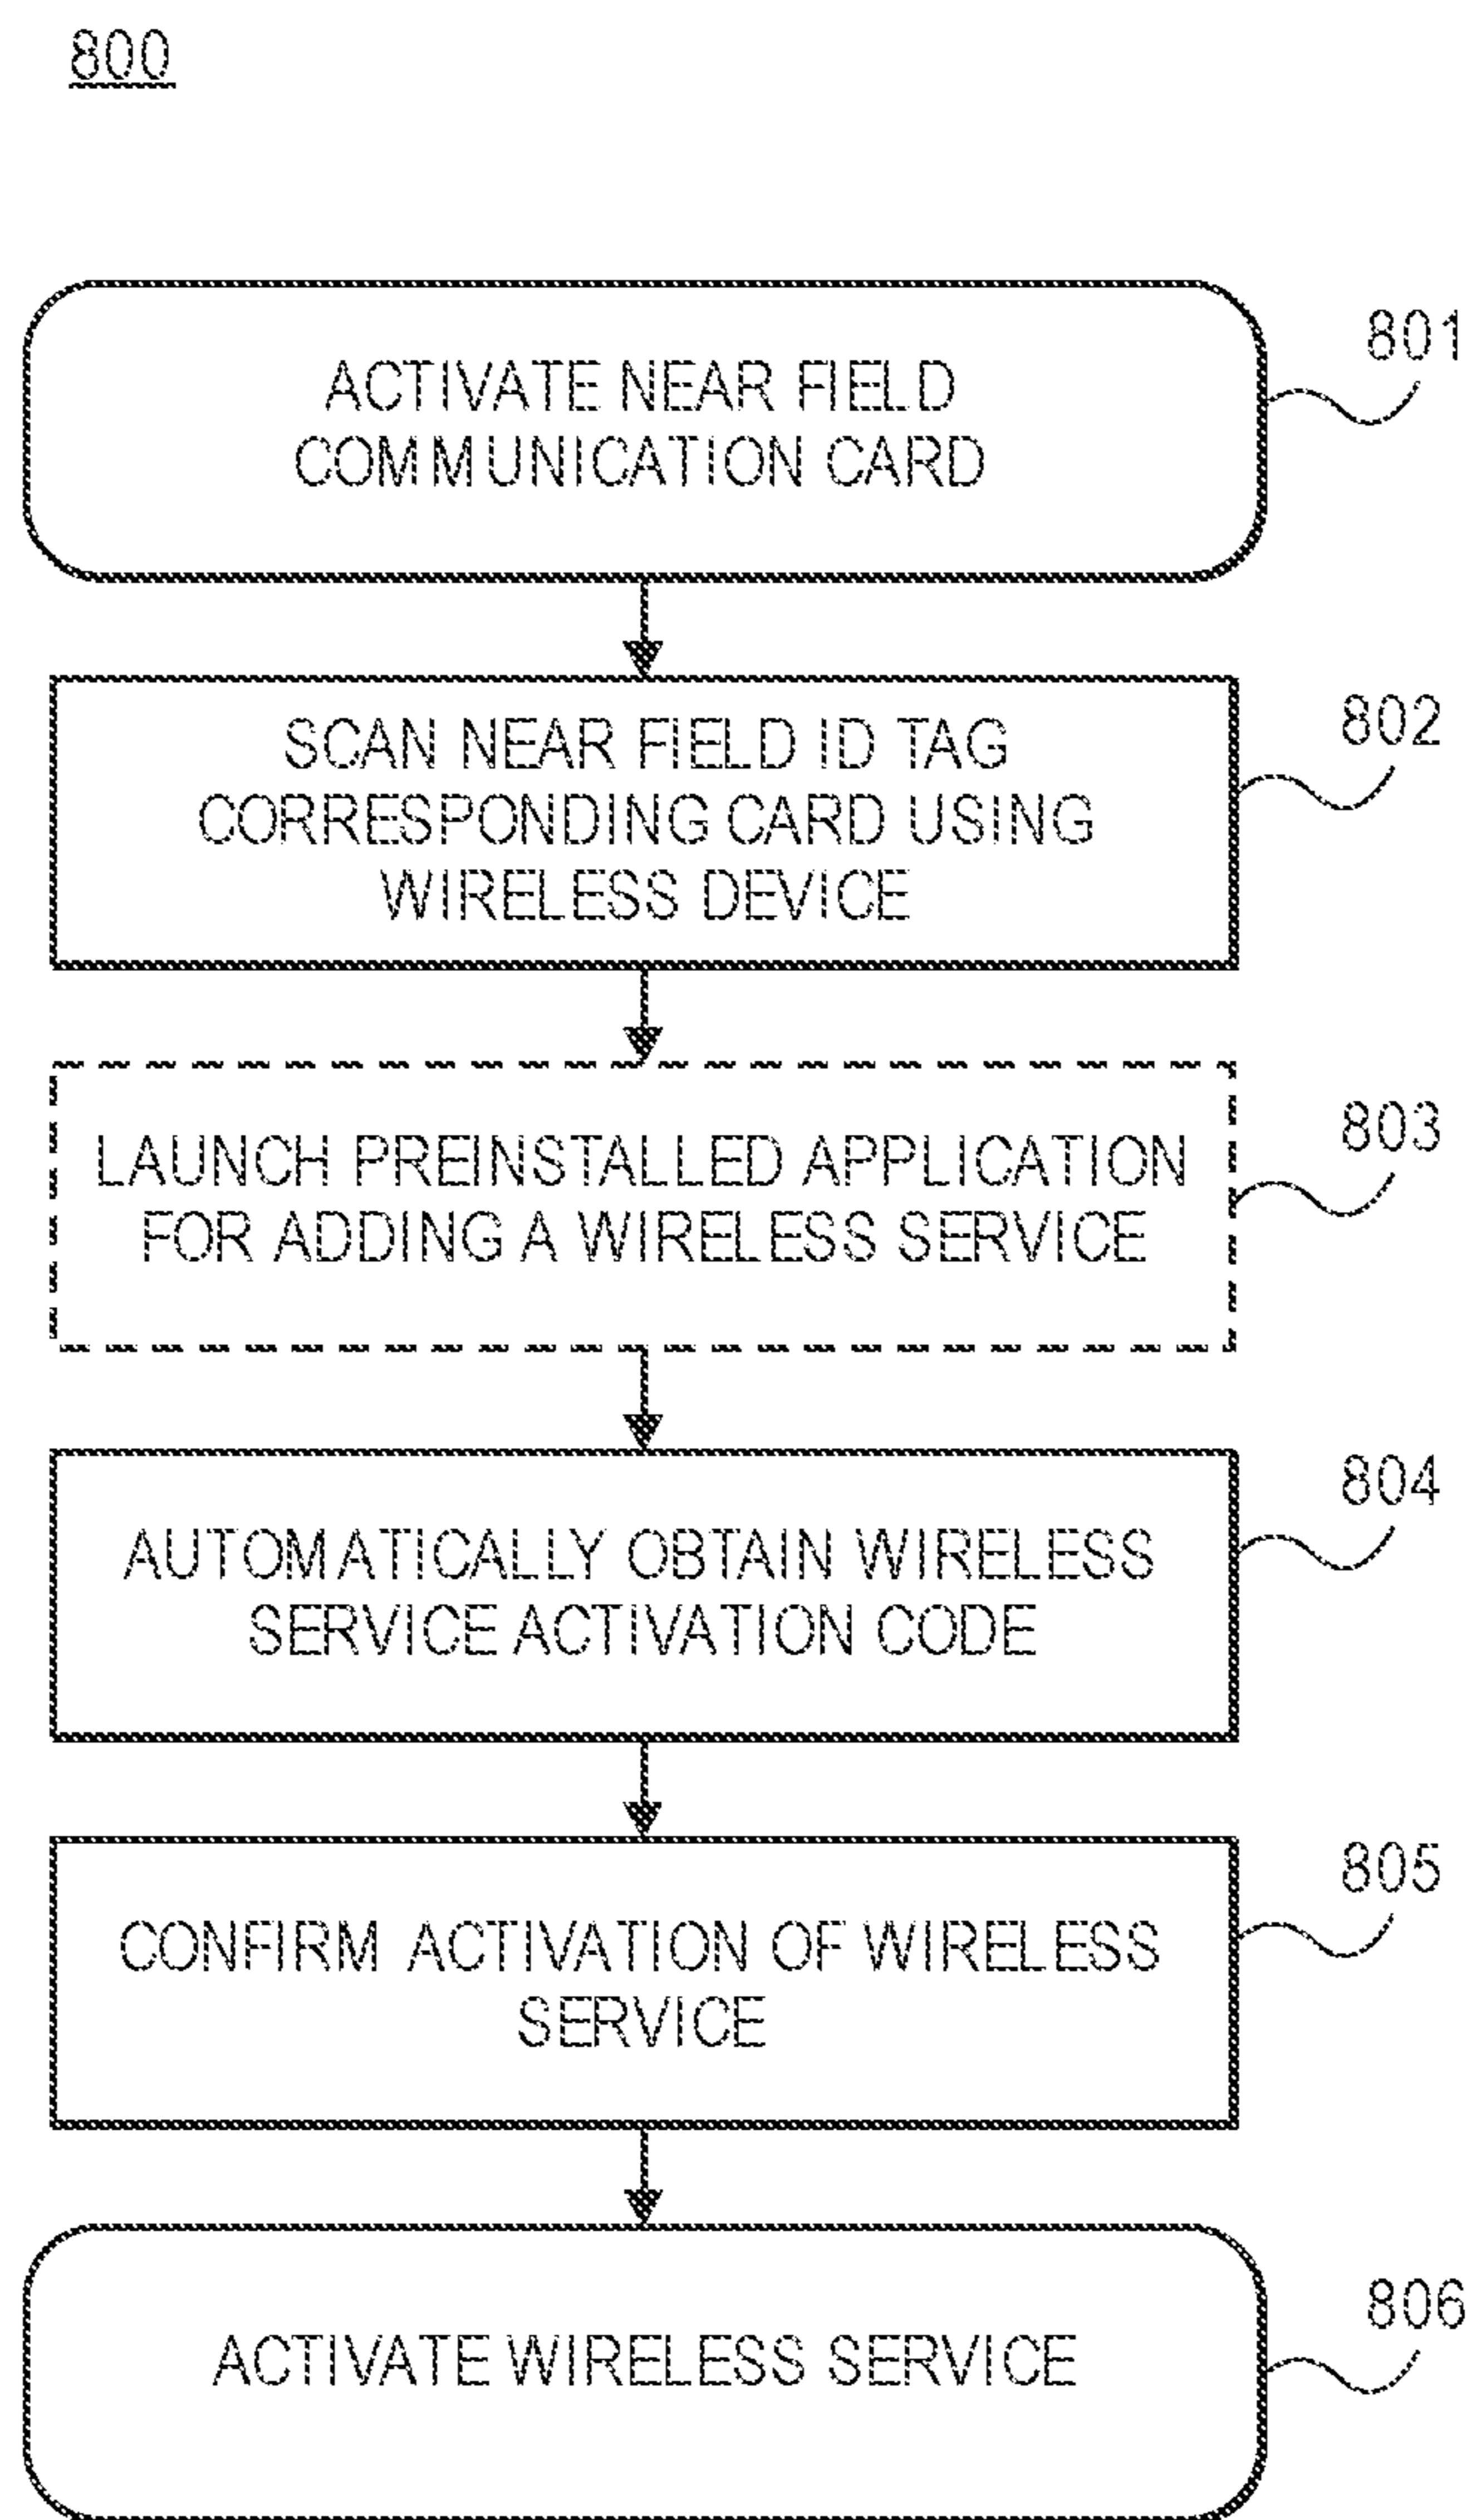 800
ACTIVATE NEAR FIELD
COMMUNICATION CARD
801
SCAN NEAR FIELD ID TAG
CORRESPONDING CARD USING
WIRELESS DEVICE
802
LAUNCH PREINSTALLED APPLICATION
FOR ADDING A WIRELESS SERVICE
803
AUTOMATICALLY OBTAIN WIRELESS
SERVICE ACTIVATION CODE
804
CONFIRM ACTIVATION OF WIRELESS
SERVICE
805
ACTIVATE WIRELESS SERVICE
806